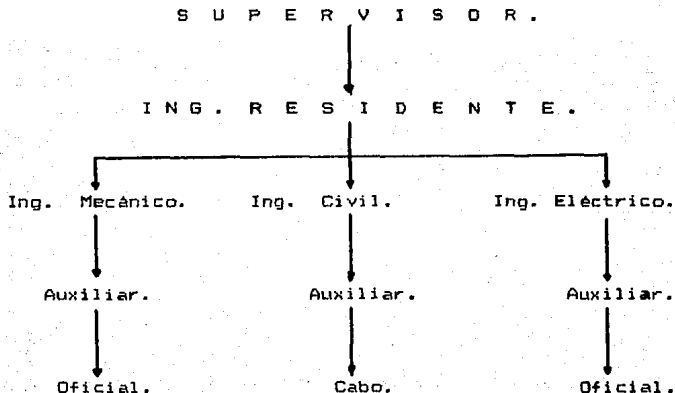 S U P E R V I S O R .
I N G . R E S I D E N T E .
Ing. Mecánico. Ing. Civil. Ing. Eléctrico.
Auxiliar. Auxiliar. Auxiliar.
Oficial. Cabo. Oficial.